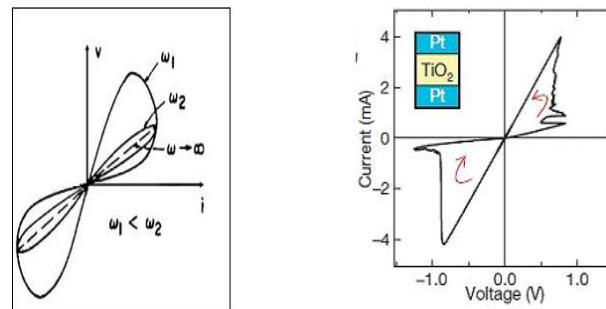 v
ω₁
ω₂
ω → ∞
i
ω₁ < ω₂
Pt
TiO₂
Pt
Current (mA)
4
2
0
−2
−4
−1.0
0.0
1.0
Voltage (V)